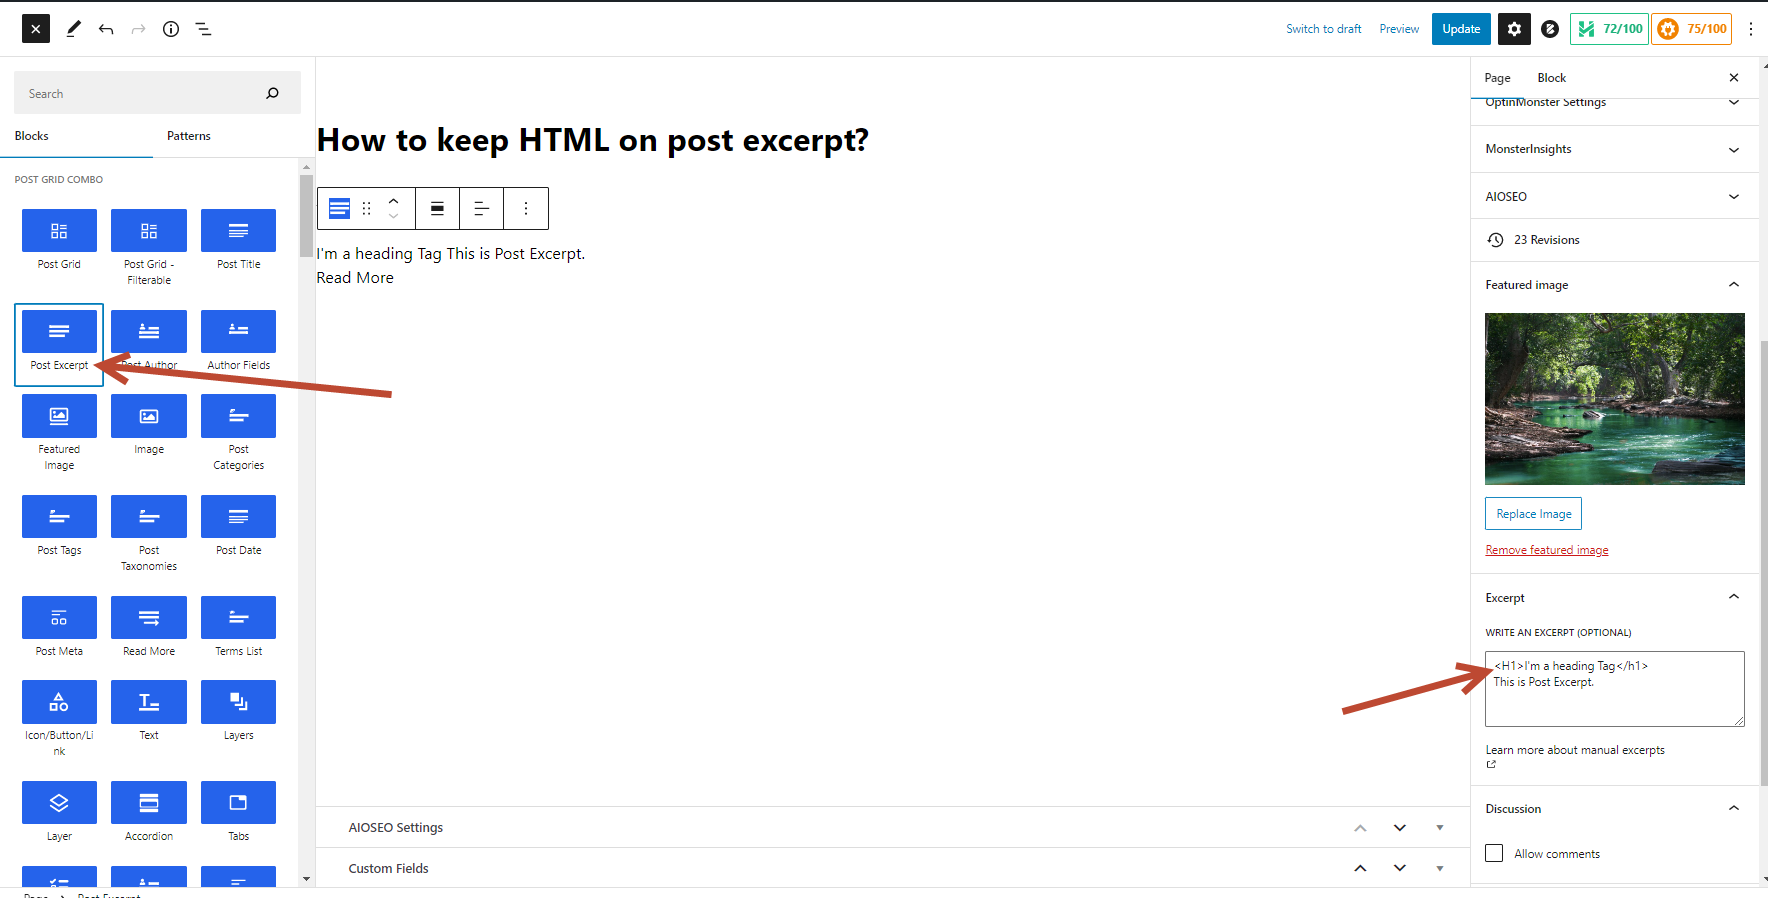 Switch to draft
Preview
Update
72/100
75/100
Search
Blocks
Patterns
POST GRID COMBO
Post Grid
Post Grid -
Filterable
Post Title
Post Excerpt
Post Author
Author Fields
Featured
Image
Image
Post
Categories
Post Tags
Post
Taxonomies
Post Date
Post Meta
Read More
Terms List
Icon/Button/Li
nk
Text
Layers
Layer
Accordion
Tabs
How to keep HTML on post excerpt?
I'm a heading Tag This is Post Excerpt.
Read More
AIOSEO Settings
Custom Fields
Page
Block
OptinMonster Settings
MonsterInsights
AIOSEO
23 Revisions
Featured image
Replace Image
Remove featured image
Excerpt
WRITE AN EXCERPT (OPTIONAL)
<H1>I'm a heading Tag</h1>
This is Post Excerpt.
Learn more about manual excerpts
Discussion
Allow comments
Page
Post Excerpt